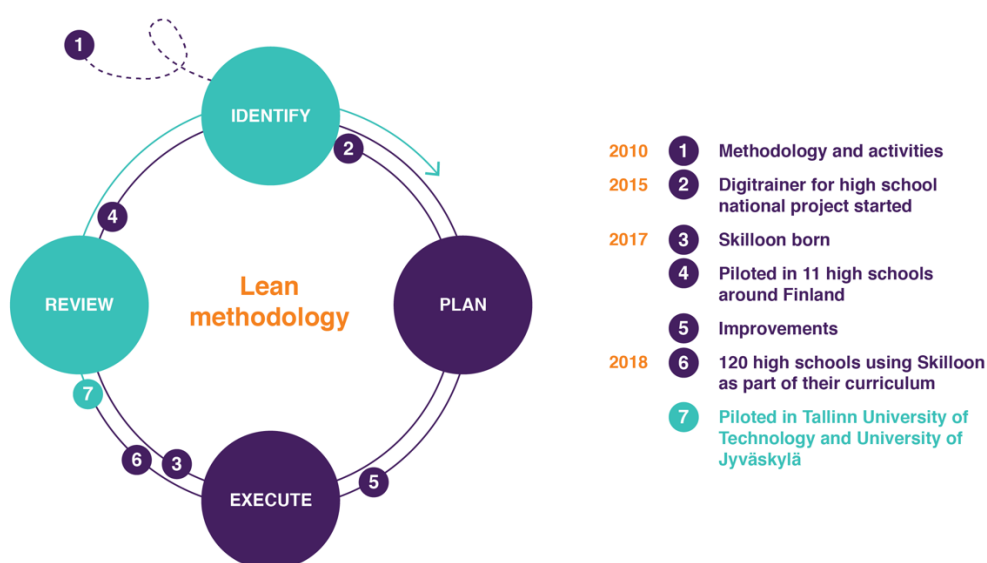 1
IDENTIFY
2
4
REVIEW
Lean
methodology
PLAN
7
6
3
5
EXECUTE
2010 1 Methodology and activities
2015 2 Digitrainer for high school
national project started
2017 3 Skilloon born
4 Piloted in 11 high schools
around Finland
5 Improvements
2018 6 120 high schools using Skilloon
as part of their curriculum
7 Piloted in Tallinn University of
Technology and University of
Jyväskylä